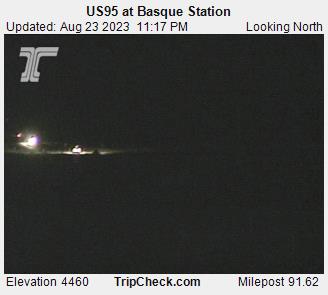 US95 at Basque Station
Updated: Aug 23 2023 11:17 PM Looking North
Elevation 4460 TripCheck.com Milepost 91.62